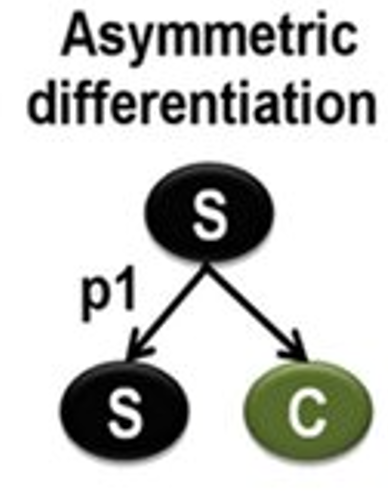 Asymmetric
differentiation
S
p1
S C